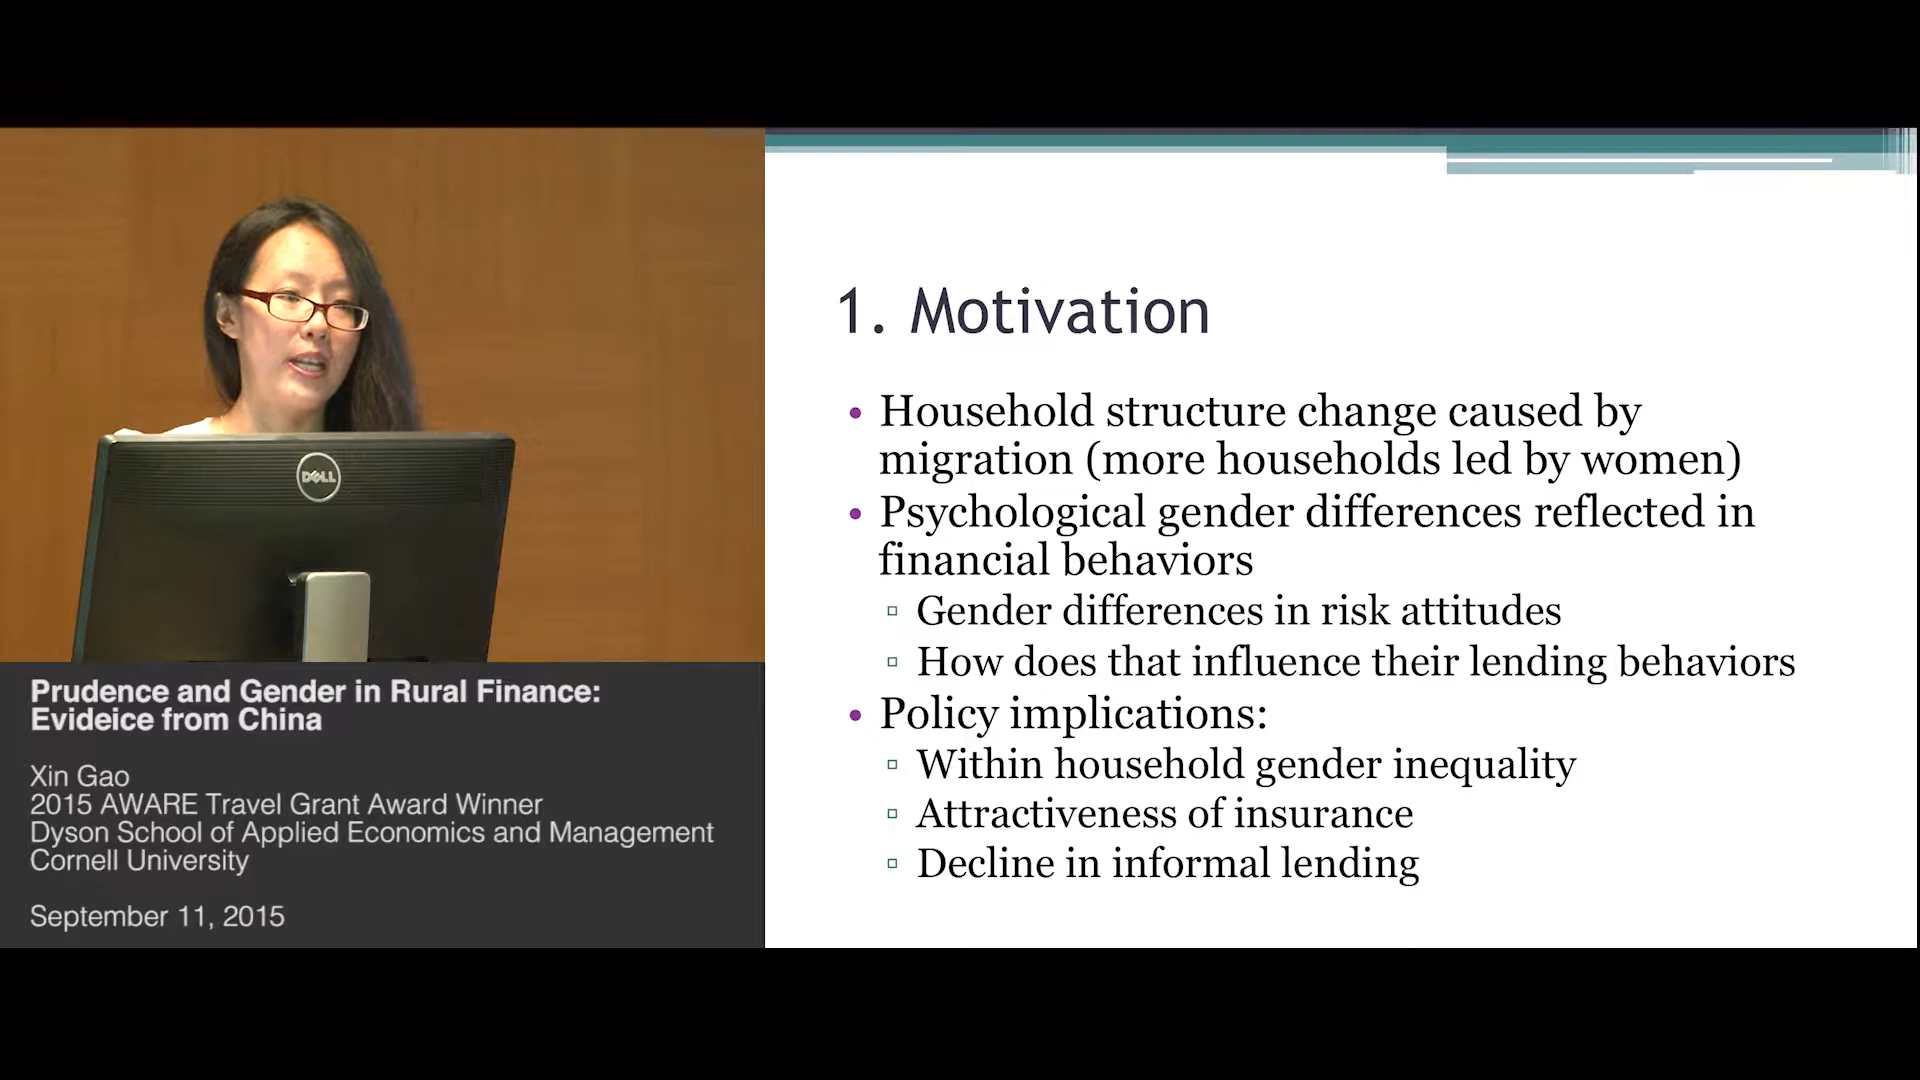 DELL
Prudence and Gender in Rural Finance:
Evideice from China
Xin Gao
2015 AWARE Travel Grant Award Winner
Dyson School of Applied Economics and Management
Cornell University
September 11, 2015
1. Motivation
• Household structure change caused by
migration (more households led by women)
• Psychological gender differences reflected in
financial behaviors
▫ Gender differences in risk attitudes
▫ How does that influence their lending behaviors
• Policy implications:
▫ Within household gender inequality
▫ Attractiveness of insurance
▫ Decline in informal lending